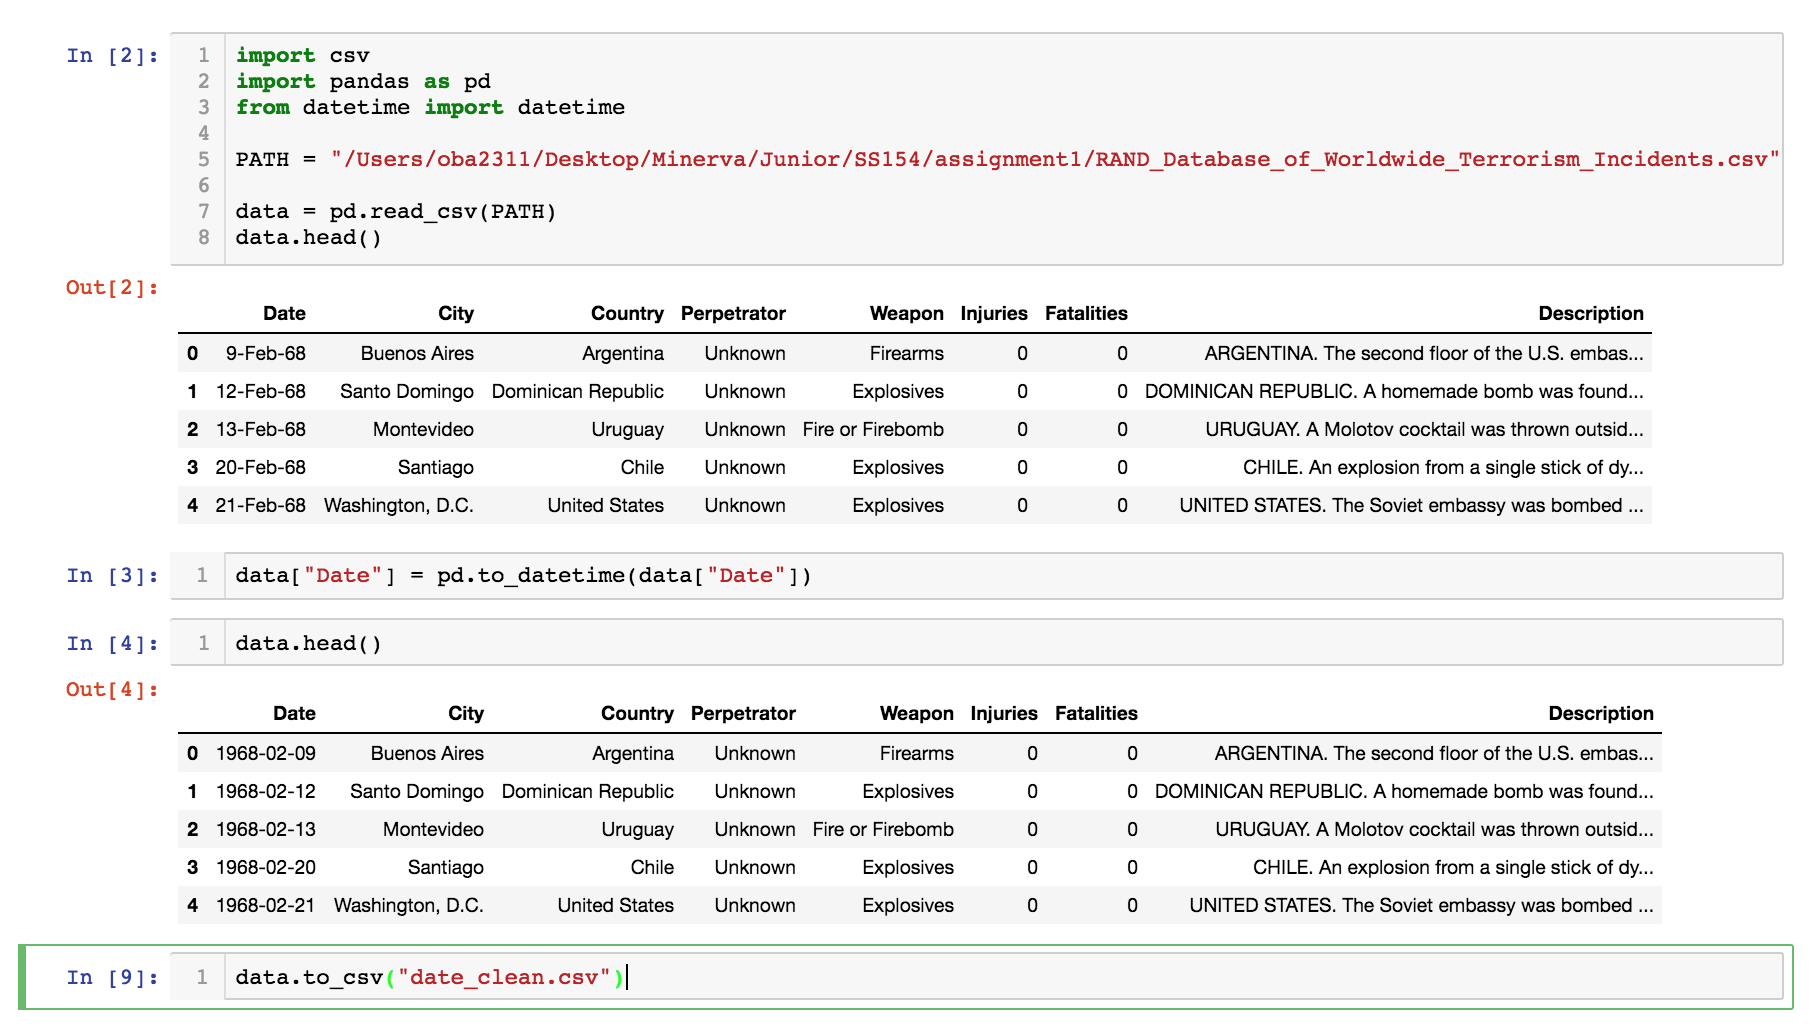 In [2]:
1 import csv
2 import pandas as pd
3 from datetime import datetime
4
5 PATH = "/Users/oba2311/Desktop/Minerva/Junior/SS154/assignment1/RAND_Database_of_Worldwide_Terrorism_Incidents.csv"
6
7 data = pd.read_csv(PATH)
8 data.head()
Out[2]:
Date City Country Perpetrator Weapon Injuries Fatalities Description
0 9-Feb-68 Buenos Aires Argentina Unknown Firearms 0 0 ARGENTINA. The second floor of the U.S. embas...
1 12-Feb-68 Santo Domingo Dominican Republic Unknown Explosives 0 0 DOMINICAN REPUBLIC. A homemade bomb was found...
2 13-Feb-68 Montevideo Uruguay Unknown Fire or Firebomb 0 0 URUGUAY. A Molotov cocktail was thrown outsid...
3 20-Feb-68 Santiago Chile Unknown Explosives 0 0 CHILE. An explosion from a single stick of dy...
4 21-Feb-68 Washington, D.C. United States Unknown Explosives 0 0 UNITED STATES. The Soviet embassy was bombed ...
In [3]: 1 data["Date"] = pd.to_datetime(data["Date"])
In [4]: 1 data.head()
Out[4]:
Date City Country Perpetrator Weapon Injuries Fatalities Description
0 1968-02-09 Buenos Aires Argentina Unknown Firearms 0 0 ARGENTINA. The second floor of the U.S. embas...
1 1968-02-12 Santo Domingo Dominican Republic Unknown Explosives 0 0 DOMINICAN REPUBLIC. A homemade bomb was found...
2 1968-02-13 Montevideo Uruguay Unknown Fire or Firebomb 0 0 URUGUAY. A Molotov cocktail was thrown outsid...
3 1968-02-20 Santiago Chile Unknown Explosives 0 0 CHILE. An explosion from a single stick of dy...
4 1968-02-21 Washington, D.C. United States Unknown Explosives 0 0 UNITED STATES. The Soviet embassy was bombed ...
In [9]: 1 data.to_csv("date_clean.csv")